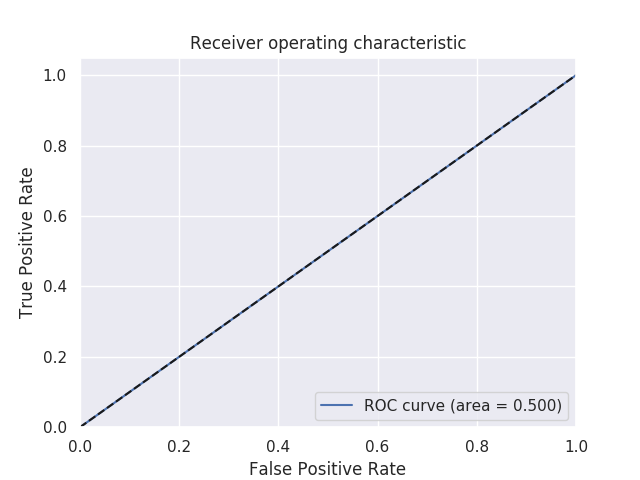 Receiver operating characteristic
True Positive Rate
1.0
0.8
0.6
0.4
0.2
0.0
ROC curve (area = 0.500)
0.0 0.2 0.4 0.6 0.8 1.0
False Positive Rate